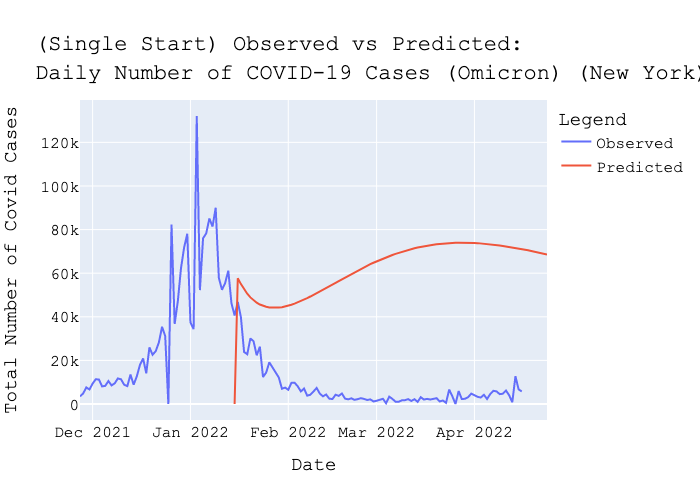 (Single Start) Observed vs Predicted:
Daily Number of COVID-19 Cases (Omicron) (New York)
Total Number of Covid Cases
120k
100k
80k
60k
40k
20k
0
Dec 2021 Jan 2022 Feb 2022 Mar 2022 Apr 2022
Date
Legend
Observed
Predicted